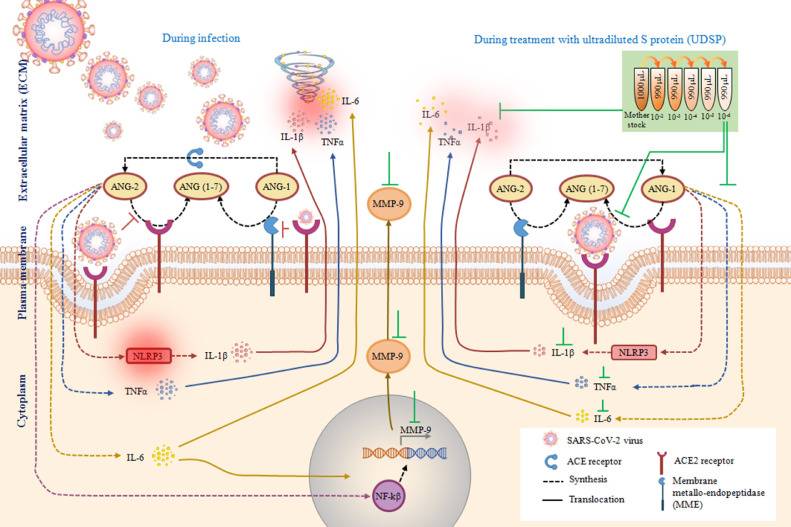 During infection
During treatment with ultradiluted S protein (UDSP)
Extracellular matrix (ECM)
Plasma membrane
Cytoplasm
1000 µL
990 µL
990 µL
990 µL
990 µL
990 µL
Mother
stock
10-2
10-4
10-6
IL-6
IL-1β
TNFα
IL-6
TNFα
IL-1β
ANG-2
ANG (1-7)
ANG-1
MMP-9
ANG-2
ANG (1-7)
ANG-1
NLRP3
IL-1β
MMP-9
IL-1β
NLRP3
TNFα
TNFα
IL-6
IL-6
MMP-9
NF-kβ
SARS-CoV-2 virus
ACE receptor
ACE2 receptor
Synthesis
Membrane
metallo-endopeptidase
(MME)
Translocation